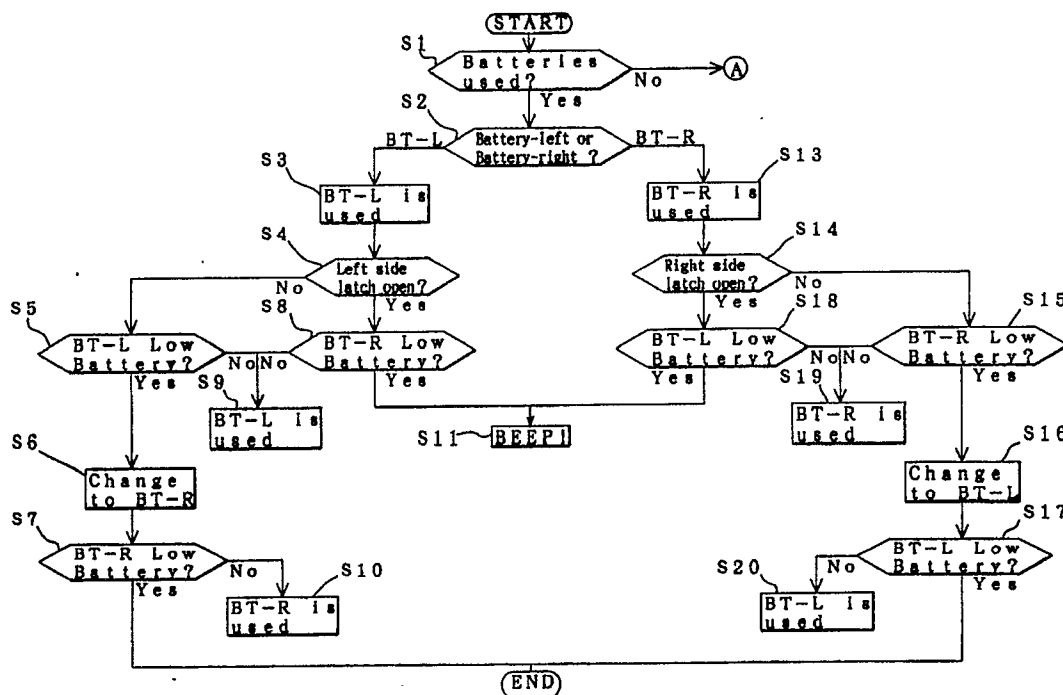 START
S1
Batteries
used?
No
A
Yes
S2
BT-L
Battery-left or
Battery-right ?
BT-R
S3
S13
BT-L is
used
BT-R is
used
S4
S14
Left side
latch open?
Right side
latch open?
No
Yes
Yes
No
S5
S8
S18
S15
BT-L Low
Battery?
BT-R Low
Battery?
BT-L Low
Battery?
BT-R Low
Battery?
Yes
No
No
Yes
Yes
No
No
Yes
S9
S19
BT-L is
used
S11
BEEP!
BT-R is
used
S6
S16
Change
to BT-R
Change
to BT-L
S7
S17
BT-R Low
Battery?
BT-L Low
Battery?
No
Yes
No
Yes
S10
S20
BT-R is
used
BT-L is
used
END